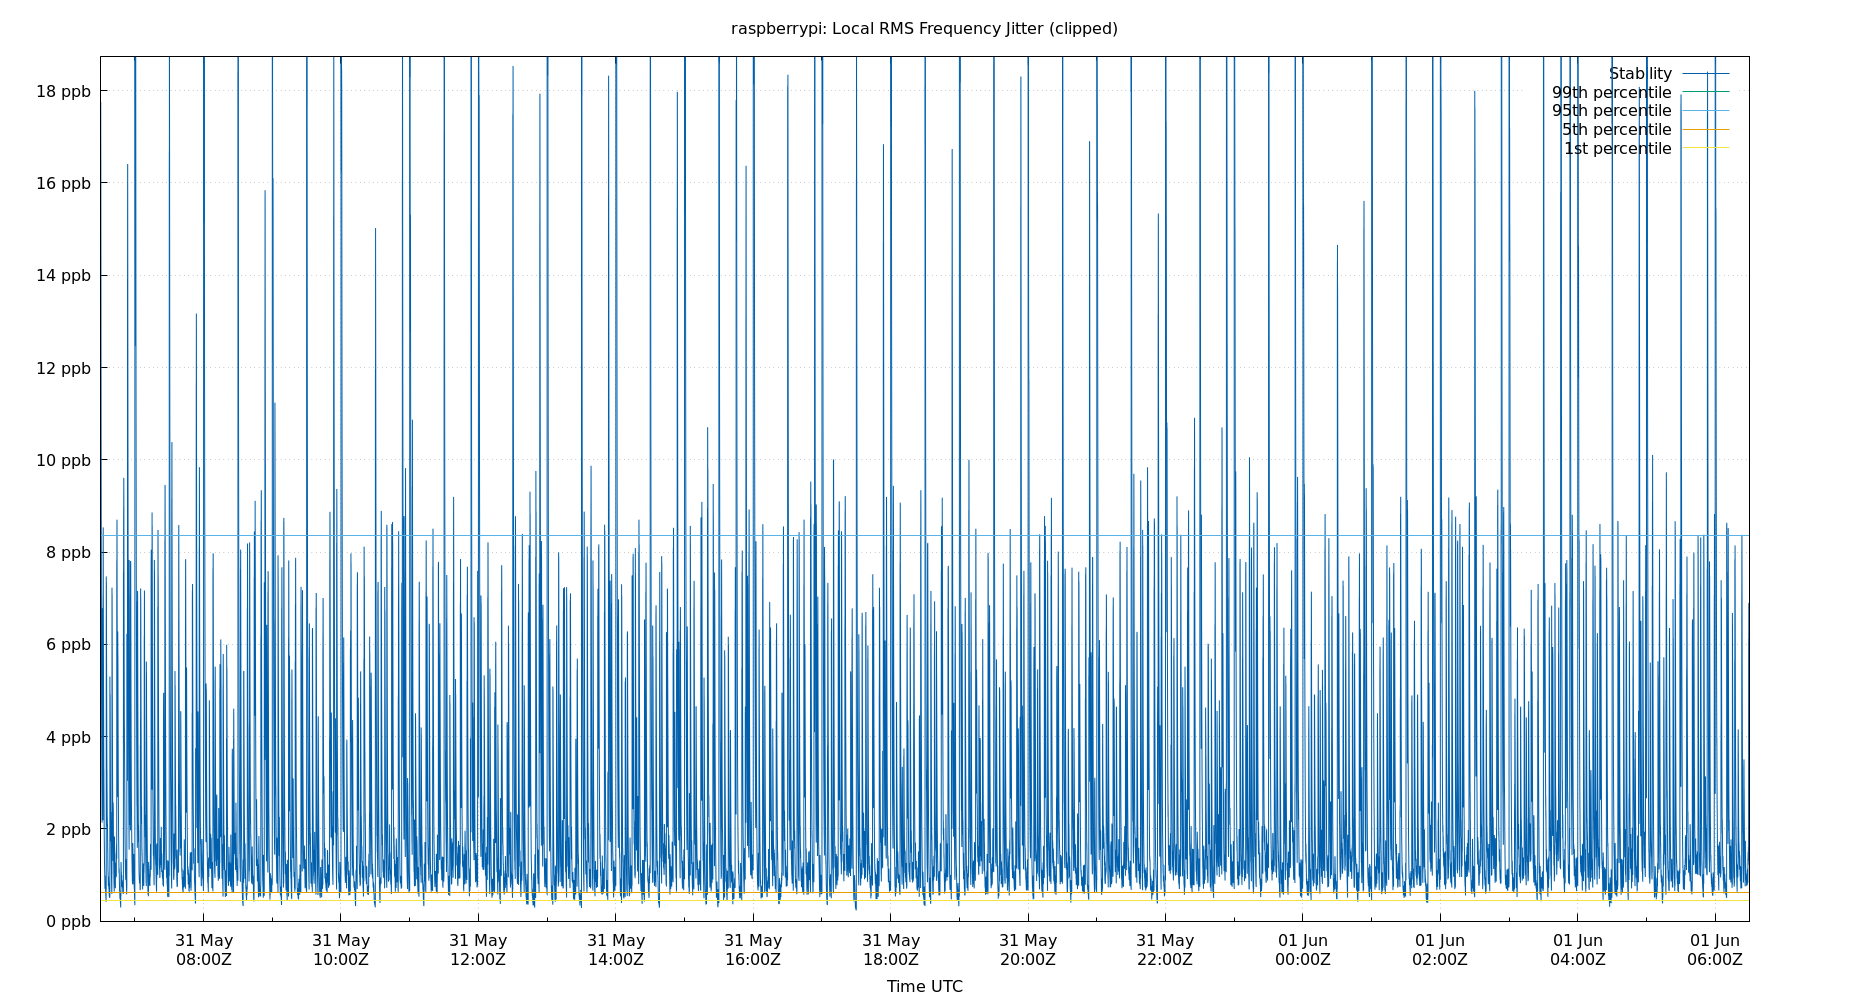 raspberrypi: Local RMS Frequency Jitter (clipped)
Stability
99th percentile
95th percentile
5th percentile
1st percentile
18 ppb
16 ppb
14 ppb
12 ppb
10 ppb
8 ppb
6 ppb
4 ppb
2 ppb
0 ppb
31 May 31 May 31 May 31 May 31 May 31 May 31 May 31 May 01 Jun 01 Jun 01 Jun 01 Jun
08:00Z 10:00Z 12:00Z 14:00Z 16:00Z 18:00Z 20:00Z 22:00Z 00:00Z 02:00Z 04:00Z 06:00Z
Time UTC